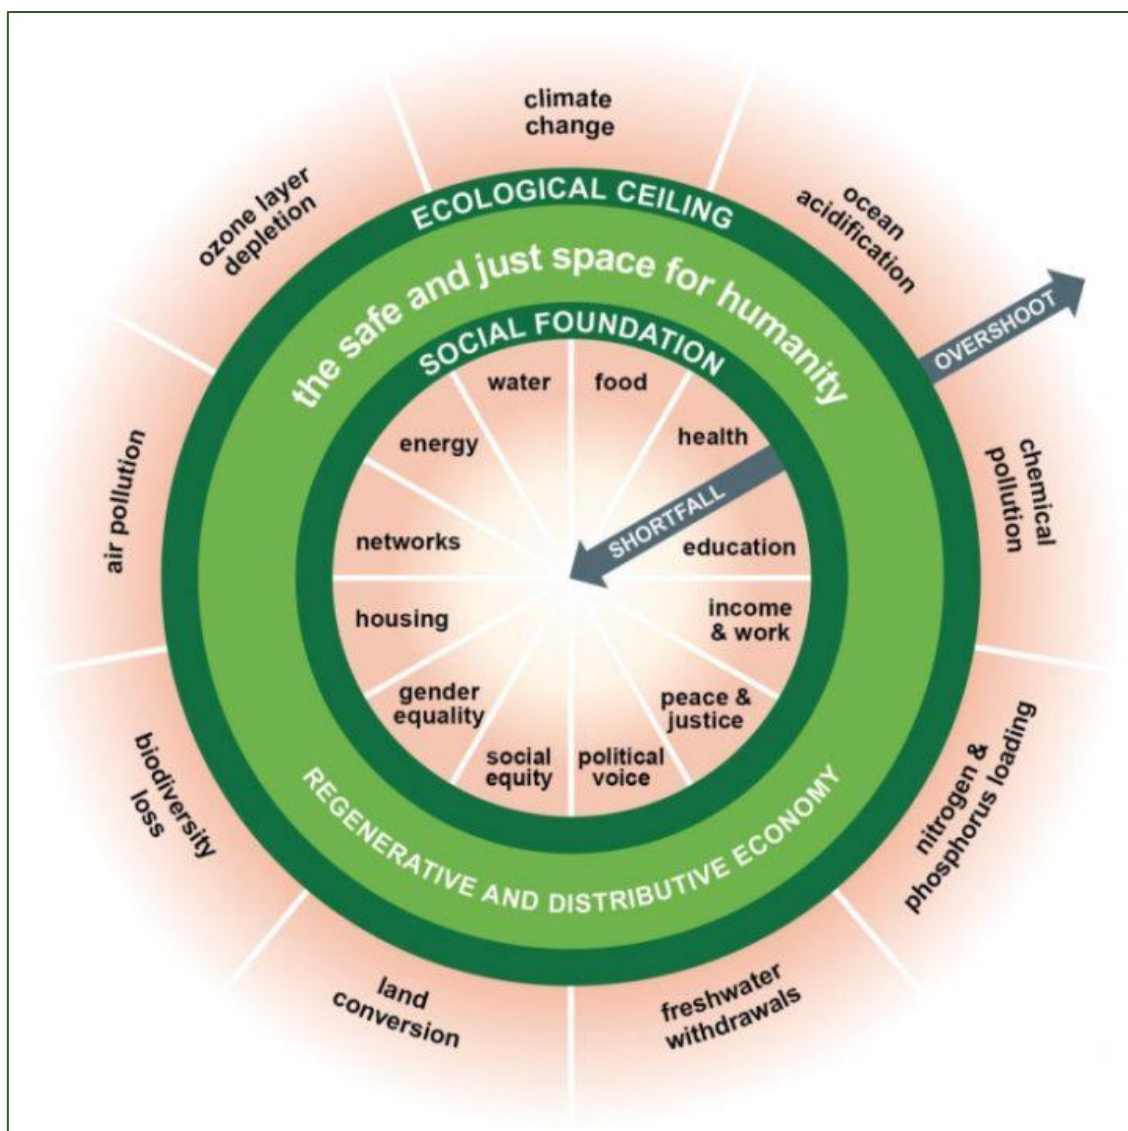 climate
change
ozone layer
depletion
ocean
acidification
ECOLOGICAL CEILING
the safe and just space for humanity
OVERSHOOT
SOCIAL FOUNDATION
water
food
energy
health
air pollution
chemical
pollution
SHORTFALL
networks
education
housing
income
& work
gender
equality
peace &
justice
social
equity
political
voice
biodiversity
loss
REGENERATIVE AND DISTRIBUTIVE ECONOMY
nitrogen &
phosphorus loading
land
conversion
freshwater
withdrawals